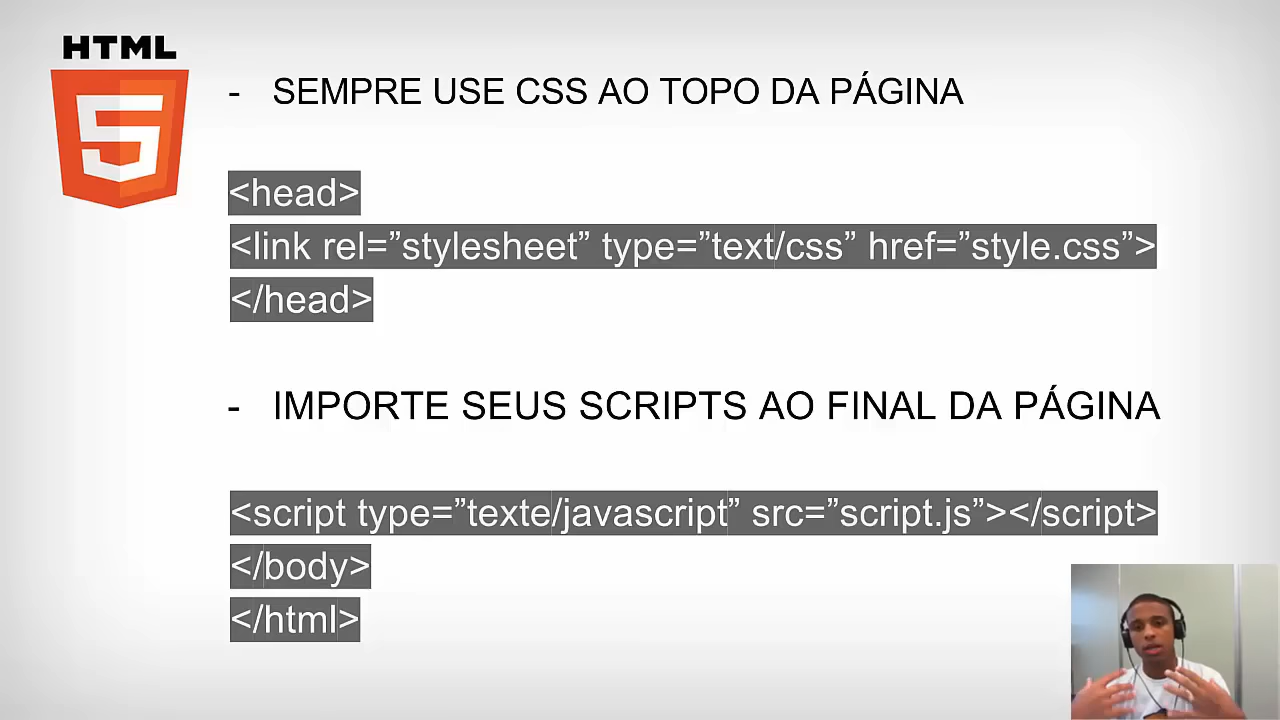 HTML
5
- SEMPRE USE CSS AO TOPO DA PÁGINA
<head>
<link rel=”stylesheet” type=”text/css” href=”style.css”>
</head>
- IMPORTE SEUS SCRIPTS AO FINAL DA PÁGINA
<script type=”texte/javascript” src=”script.js”></script>
</body>
</html>